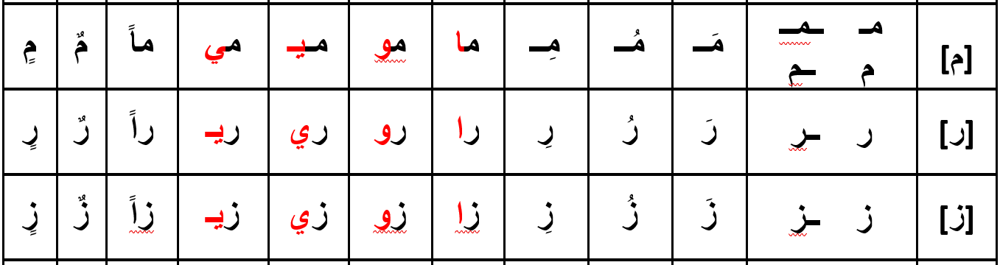 [م] مـ ـمـ مَـ مُـ مِـ ما مو ميـ مي ماً مٌ مٍ
م ـم
[ر] ر ـر رَ رُ رِ را رو ري ريـ راً رٌ رٍ
[ز] ز ـز زَ زُ زِ زا زو زي زيـ زاً زٌ زٍ